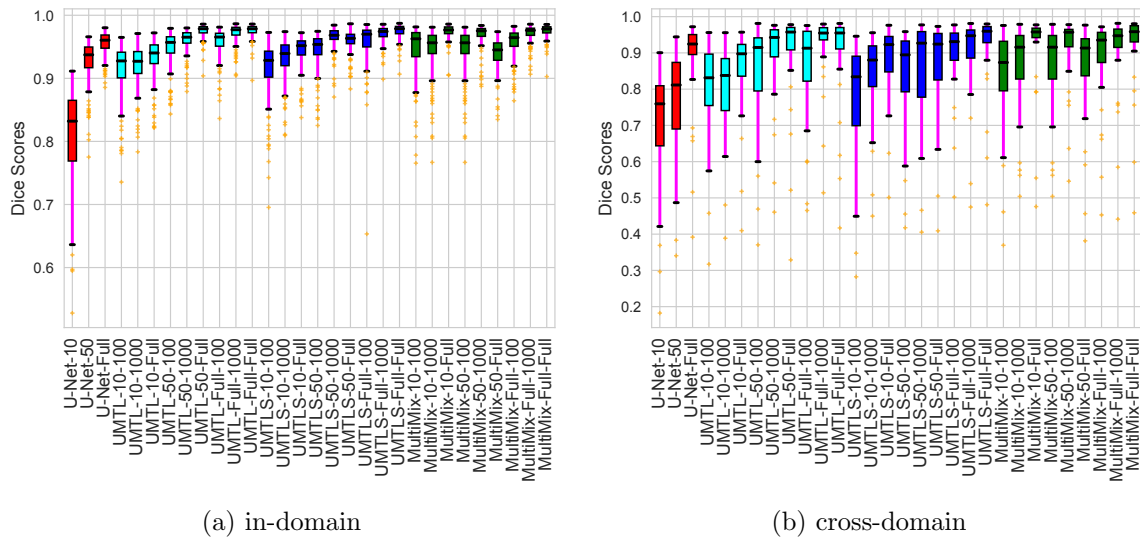 1.0
0.9
0.8
0.7
0.6
Dice Scores
U-Net-10
U-Net-50
U-Net-Full
UMTL-10-100
UMTL-10-1000
UMTL-10-Full
UMTL-50-100
UMTL-50-1000
UMTL-50-Full
UMTL-Full-100
UMTL-Full-1000
UMTL-Full-Full
UMTLS-10-100
UMTLS-10-1000
UMTLS-10-Full
UMTLS-50-100
UMTLS-50-1000
UMTLS-50-Full
UMTLS-Full-100
UMTLS-Full-1000
UMTLS-Full-Full
MultiMix-10-100
MultiMix-10-1000
MultiMix-10-Full
MultiMix-50-100
MultiMix-50-1000
MultiMix-50-Full
MultiMix-Full-100
MultiMix-Full-1000
MultiMix-Full-Full
(a) in-domain
1.0
0.9
0.8
0.7
0.6
0.5
0.4
0.3
0.2
Dice Scores
U-Net-10
U-Net-50
U-Net-Full
UMTL-10-100
UMTL-10-1000
UMTL-10-Full
UMTL-50-100
UMTL-50-1000
UMTL-50-Full
UMTL-Full-100
UMTL-Full-1000
UMTL-Full-Full
UMTLS-10-100
UMTLS-10-1000
UMTLS-10-Full
UMTLS-50-100
UMTLS-50-1000
UMTLS-50-Full
UMTLS-Full-100
UMTLS-Full-1000
UMTLS-Full-Full
MultiMix-10-100
MultiMix-10-1000
MultiMix-10-Full
MultiMix-50-100
MultiMix-50-1000
MultiMix-50-Full
MultiMix-Full-100
MultiMix-Full-1000
MultiMix-Full-Full
(b) cross-domain